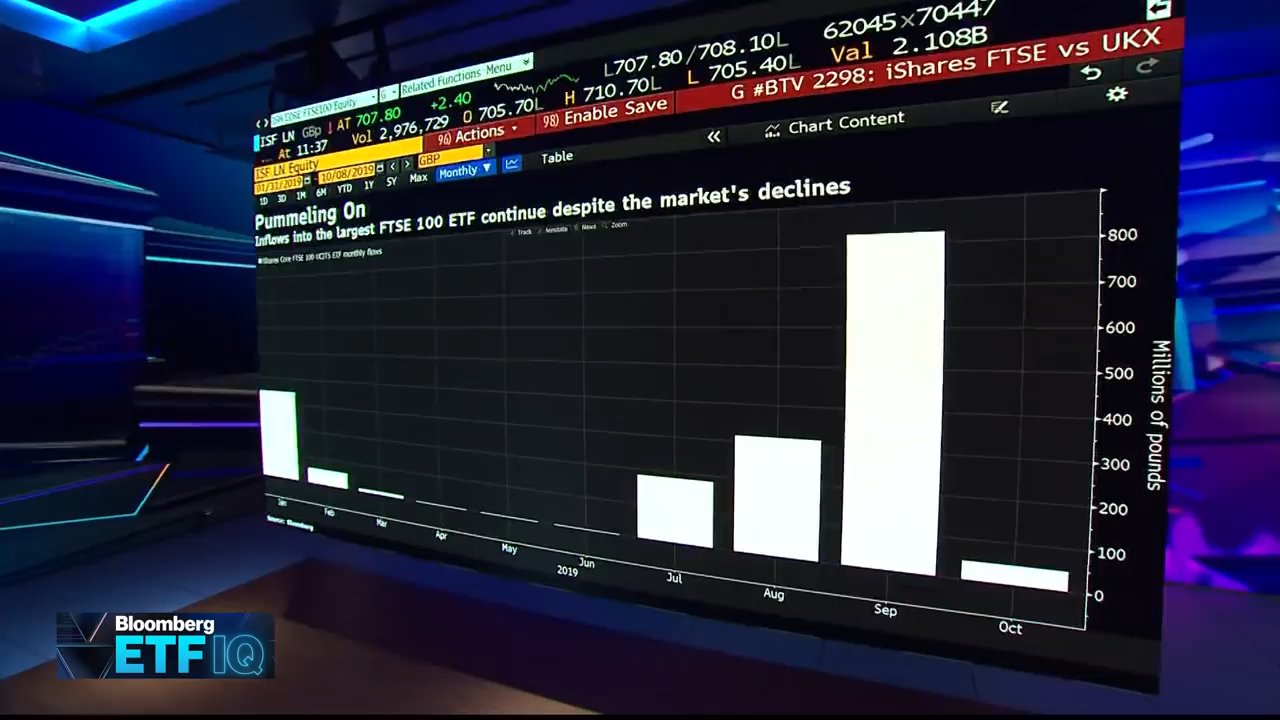 62045x70447
L707.80/708.10L
Val 2.108B
Related Functions Menu
ISH CORE FTSE100 Equity
G
ISF LN GBp AT 707.80 +2.40
O 705.70L H 710.70L L 705.40L
G #BTV 2298: iShares FTSE vs UKX
At 11:37 Vol 2,976,729
96) Actions
98) Enable Save
ISF LN Equity
GBP
01/31/2019
10/08/2019
1D 3D 1M 6M YTD 1Y 5Y Max
Monthly ▼
Table
«
Chart Content
Pummeling On
Inflows into the largest FTSE 100 ETF continue despite the market's declines
Track Annotate News Zoom
iShares Core FTSE 100 UCITS ETF monthly flows
800
700
600
500
400
300
200
100
0
Millions of pounds
Jan
Feb
Mar
Apr
May
Jun
Jul
Aug
Sep
Oct
2019
Source: Bloomberg
Bloomberg
ETF IQ